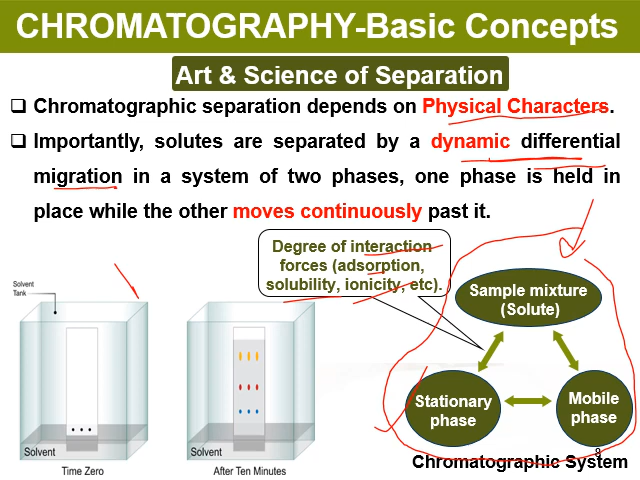 CHROMATOGRAPHY-Basic Concepts
Art & Science of Separation
❑ Chromatographic separation depends on Physical Characters.
❑ Importantly, solutes are separated by a dynamic differential
migration in a system of two phases, one phase is held in
place while the other moves continuously past it.
Degree of interaction
forces (adsorption,
solubility, ionicity, etc).
Solvent
Tank
Solvent
Time Zero
Solvent
After Ten Minutes
Sample mixture
(Solute)
Stationary
phase
Mobile
phase
Chromatographic System